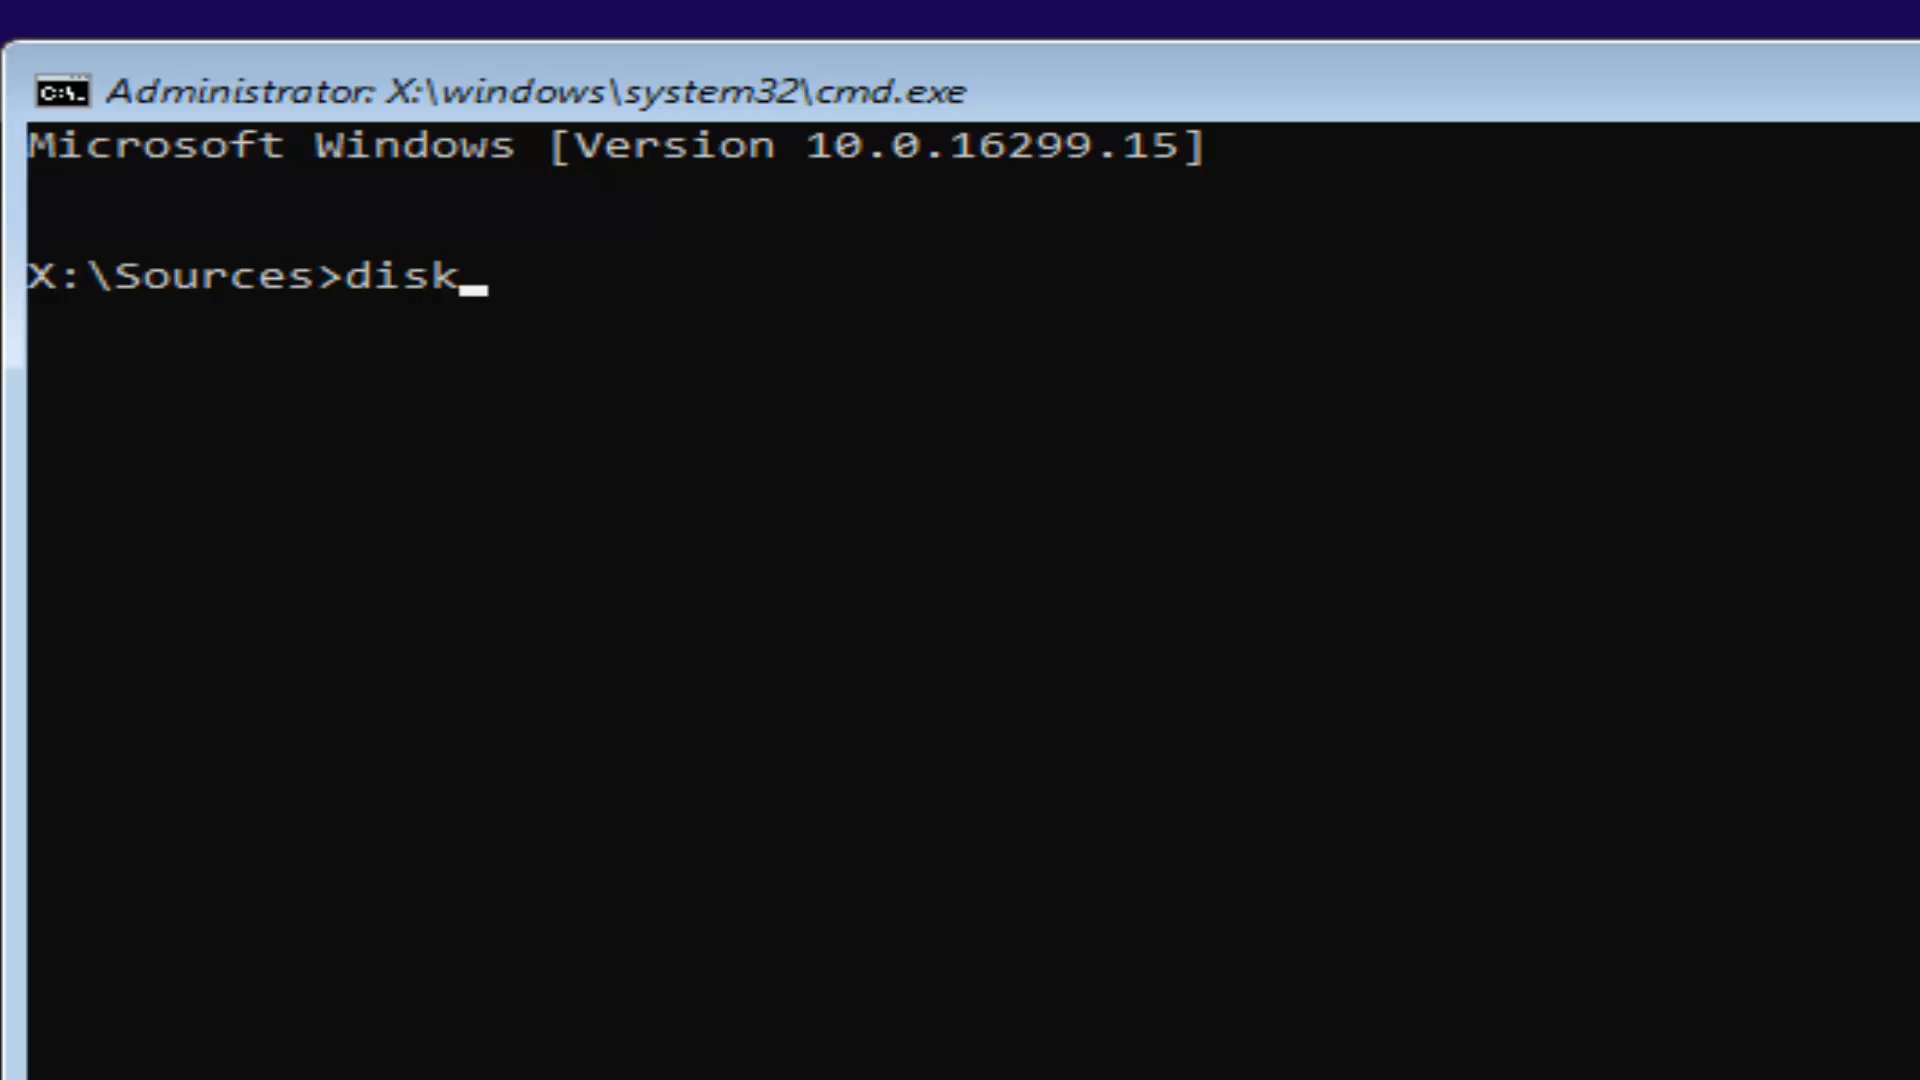 C:\.
Administrator: X:\windows\system32\cmd.exe
Microsoft Windows [Version 10.0.16299.15]
X:\Sources>disk_